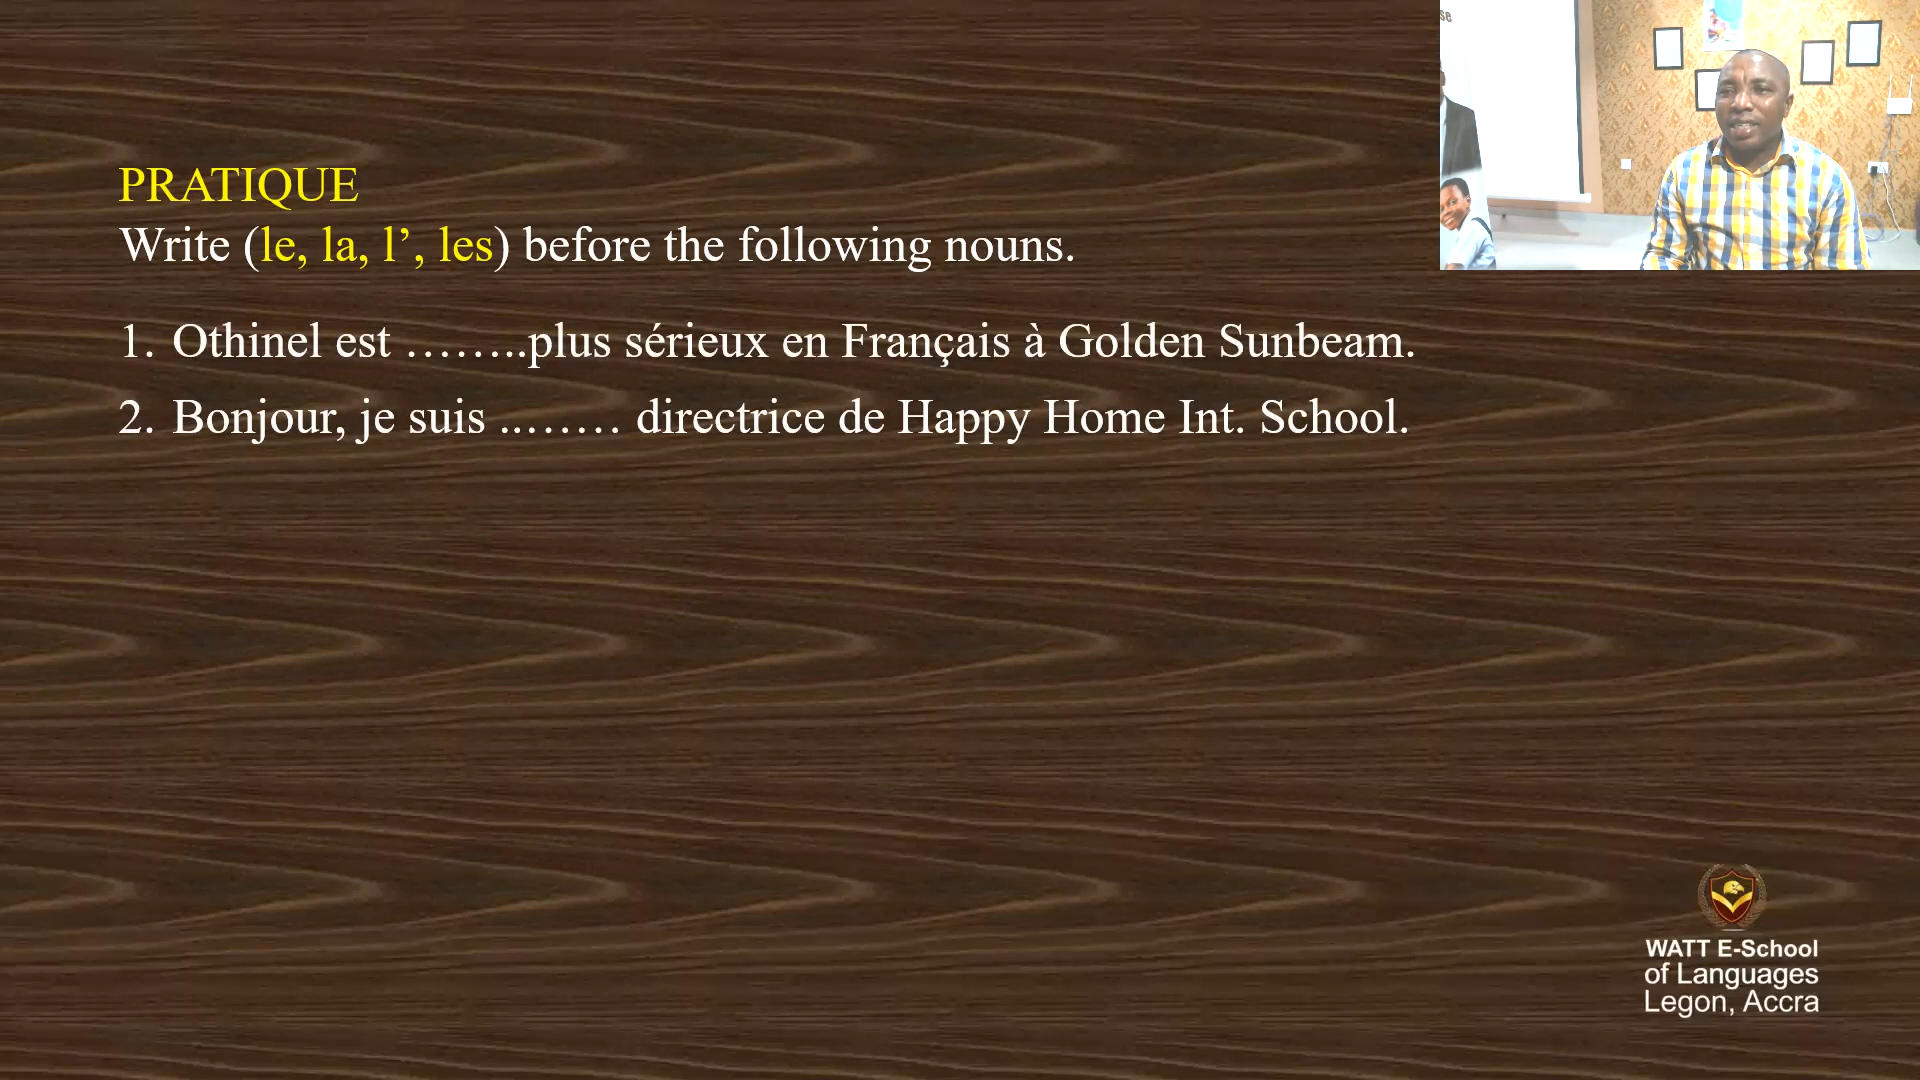 se
PRATIQUE
Write (le, la, l’, les) before the following nouns.
1. Othinel est ……..plus sérieux en Français à Golden Sunbeam.
2. Bonjour, je suis ..…… directrice de Happy Home Int. School.
WATT E-School
of Languages
Legon, Accra